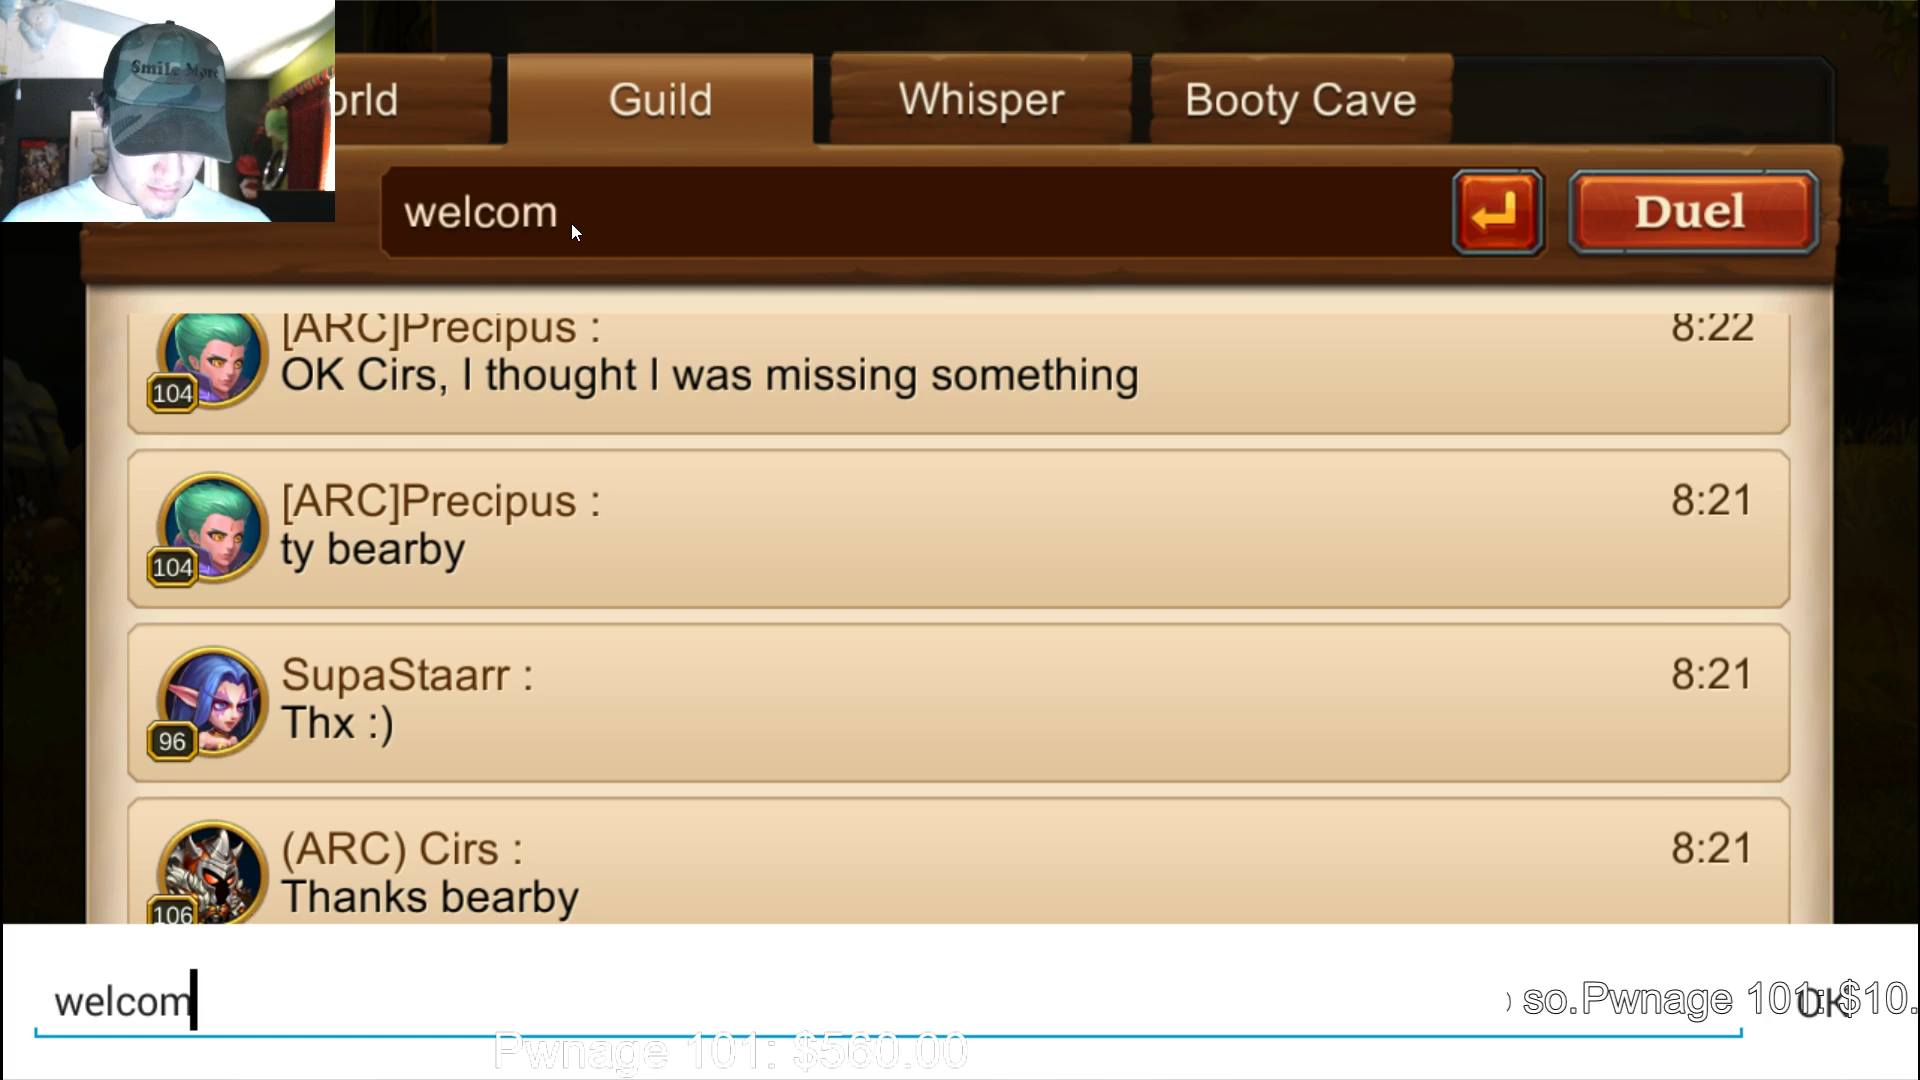 Smile More
orld
Guild
Whisper
Booty Cave
welcom
Duel
[ARC]Precipus :
8:22
OK Cirs, I thought I was missing something
104
[ARC]Precipus :
8:21
ty bearby
104
SupaStaarr :
8:21
Thx :)
96
(ARC) Cirs :
8:21
Thanks bearby
106
welcom
so.Pwnage 101: $10.
OK
Pwnage 101: $560.00